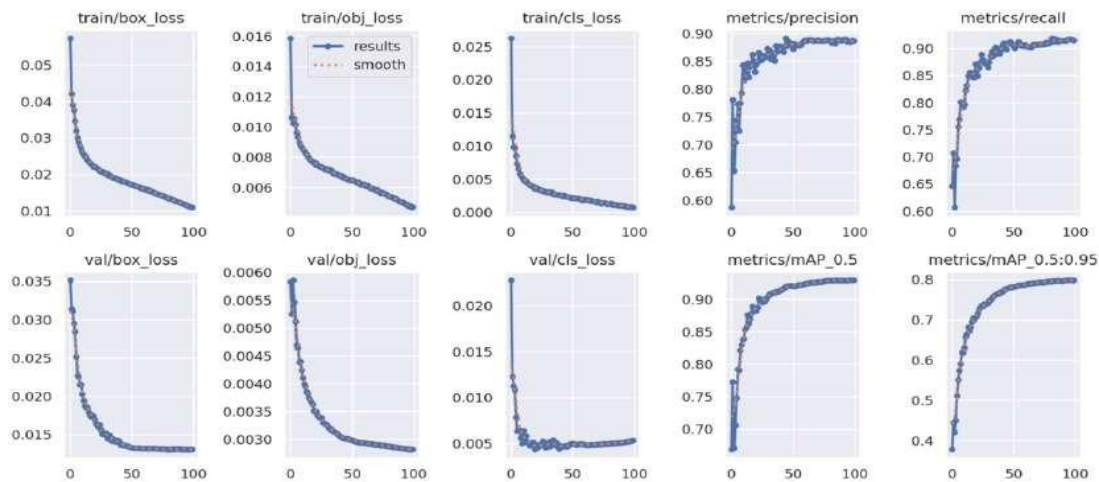 train/box_loss
train/obj_loss
train/cls_loss
metrics/precision
metrics/recall
0.05
0.04
0.03
0.02
0.01
0 50 100
0.016
0.014
0.012
0.010
0.008
0.006
results
smooth
0 50 100
0.025
0.020
0.015
0.010
0.005
0.000
0 50 100
0.90
0.85
0.80
0.75
0.70
0.65
0.60
0 50 100
0.90
0.85
0.80
0.75
0.70
0.65
0.60
0 50 100
val/box_loss
val/obj_loss
val/cls_loss
metrics/mAP_0.5
metrics/mAP_0.5:0.95
0.035
0.030
0.025
0.020
0.015
0 50 100
0.0060
0.0055
0.0050
0.0045
0.0040
0.0035
0.0030
0 50 100
0.020
0.015
0.010
0.005
0 50 100
0.90
0.85
0.80
0.75
0.70
0 50 100
0.8
0.7
0.6
0.5
0.4
0 50 100